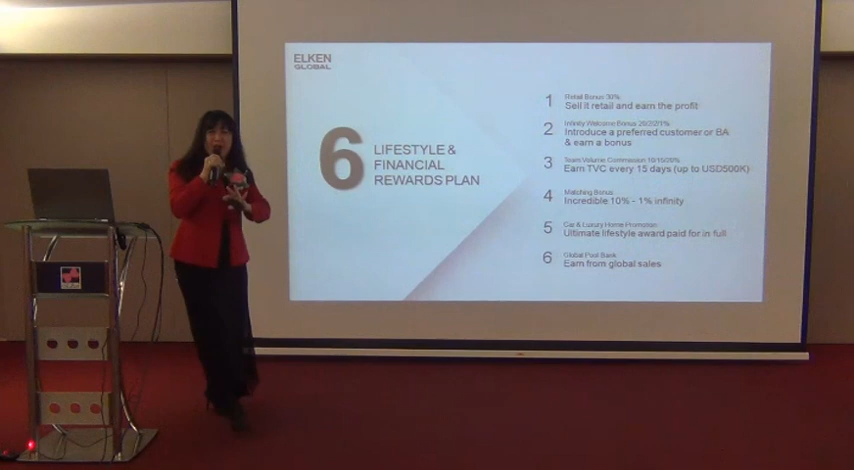 ELKEN
GLOBAL
6
LIFESTYLE &
FINANCIAL
REWARDS PLAN
1
Retail Bonus 30%
Sell it retail and earn the profit
2
Infinity Welcome Bonus 20/2/2/1%
Introduce a preferred customer or BA
& earn a bonus
3
Team Volume Commission 10/15/20%
Earn TVC every 15 days (up to USD500K)
4
Matching Bonus
Incredible 10% - 1% infinity
5
Car & Luxury Home Promotion
Ultimate lifestyle award paid for in full
6
Global Pool Bank
Earn from global sales